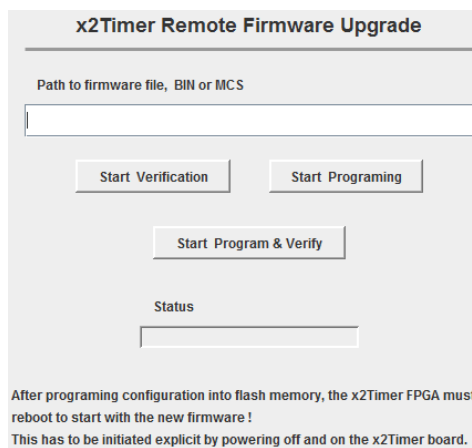 x2Timer Remote Firmware Upgrade
Path to firmware file, BIN or MCS
Start Verification
Start Programing
Start Program & Verify
Status
After programing configuration into flash memory, the x2Timer FPGA must
reboot to start with the new firmware !
This has to be initiated explicit by powering off and on the x2Timer board.